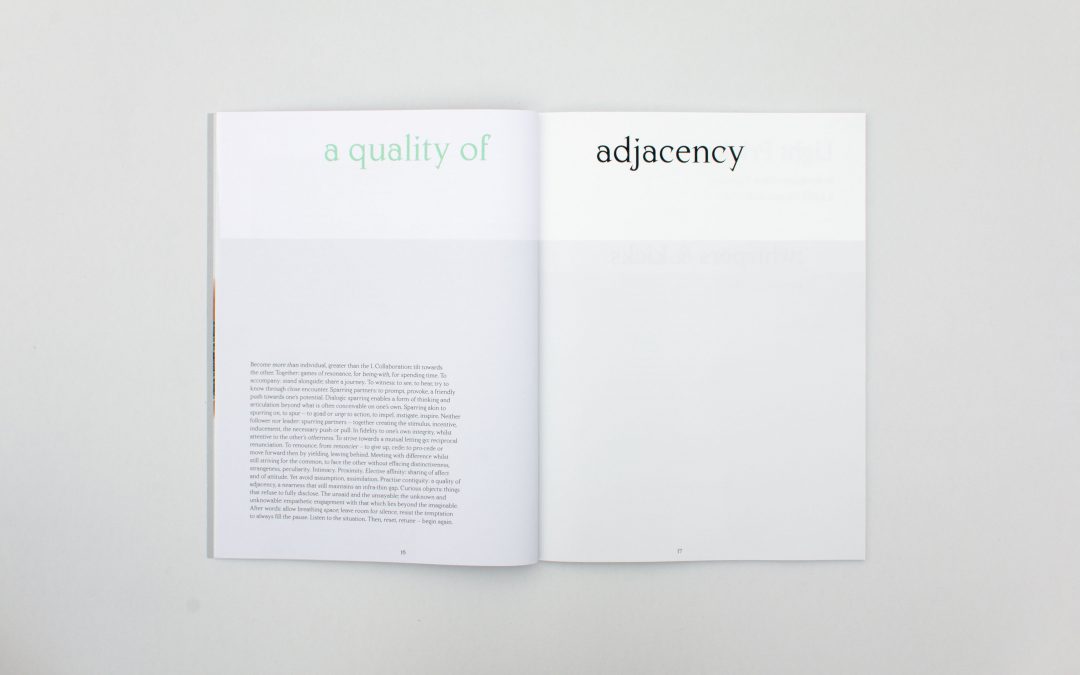 a quality of
adjacency
Become more than individual, greater than the I. Collaboration: tilt towards
the other. Together: games of resonance, for being-with, for spending time. To
accompany: stand alongside; share a journey. To witness: to see, to hear; try to
know through close encounter. Sparring partners: to prompt, provoke, a friendly
push towards one's potential. Dialogic sparring enables a form of thinking and
articulation beyond what is often conceivable on one's own. Sparring akin to
spurring on, to spur – to goad or urge to action, to impel, instigate, inspire. Neither
follower nor leader: sparring partners – together creating the stimulus, incentive,
inducement, the necessary push or pull. In fidelity to one's own integrity, whilst
attentive to the other's otherness. To strive towards a mutual letting go: reciprocal
renunciation. To renounce, from renoncier – to give up, cede; to pro-cede or
move forward then by yielding, leaving behind. Meeting with difference whilst
still striving for the common, to face the other without effacing distinctiveness,
strangeness, peculiarity. Intimacy. Proximity. Elective affinity: sharing of affect
and of attitude. Yet avoid assumption, assimilation. Practise contiguity: a quality of
adjacency, a nearness that still maintains an infra-thin gap. Curious objects: things
that refuse to fully disclose. The unsaid and the unsayable; the unknown and
unknowable: empathetic engagement with that which lies beyond the imaginable.
After words: allow breathing space, leave room for silence, resist the temptation
to always fill the pause. Listen to the situation. Then, reset, retune – begin again.
16
17